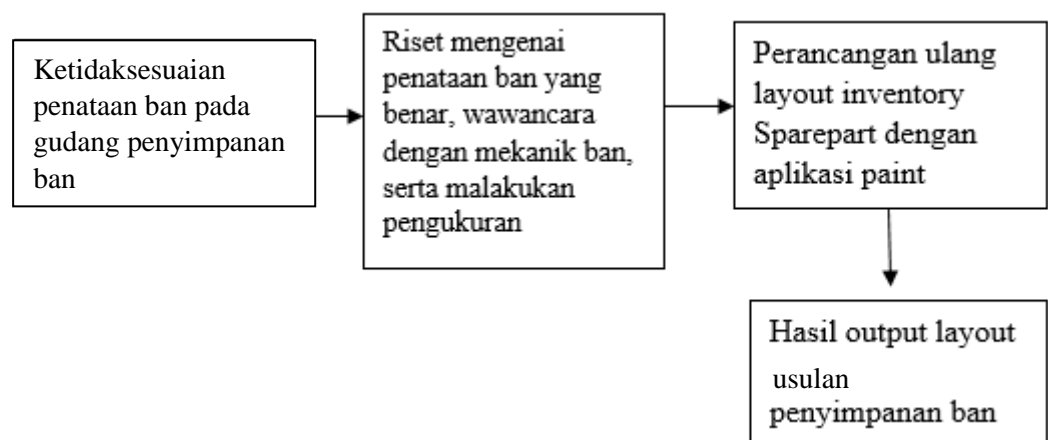 Ketidaksesuaian
penataan ban pada
gudang penyimpanan
ban
Riset mengenai
penataan ban yang
benar, wawancara
dengan mekanik ban,
serta malakukan
pengukuran
Perancangan ulang
layout inventory
Sparepart dengan
aplikasi paint
Hasil output layout
usulan
penyimpanan ban